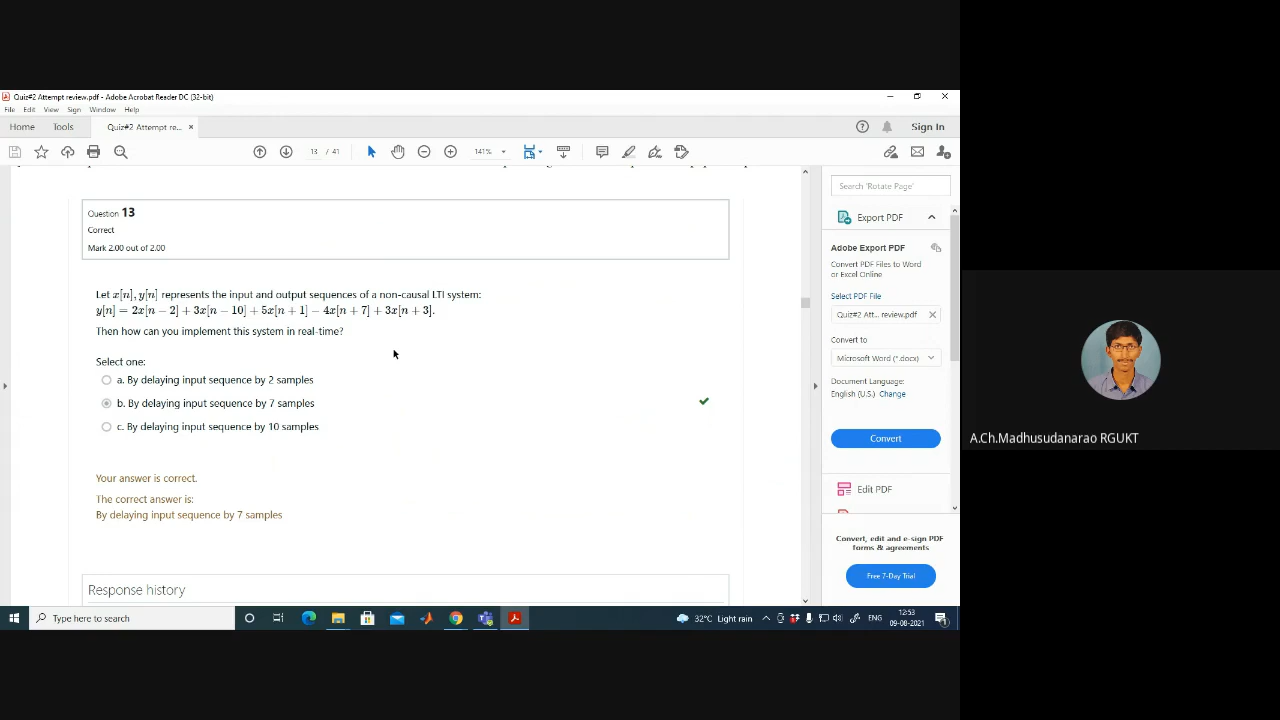 Quiz#2 Attempt review.pdf - Adobe Acrobat Reader DC (32-bit)
File Edit View Sign Window Help
Home Tools Quiz#2 Attempt re... × Sign In
13 / 41 141%
Search 'Rotate Page'
Question 13
Correct
Mark 2.00 out of 2.00
Let x[n], y[n] represents the input and output sequences of a non-causal LTI system:
y[n] = 2x[n − 2] + 3x[n − 10] + 5x[n + 1] − 4x[n + 7] + 3x[n + 3].
Then how can you implement this system in real-time?
Select one:
a. By delaying input sequence by 2 samples
b. By delaying input sequence by 7 samples
c. By delaying input sequence by 10 samples
Your answer is correct.
The correct answer is:
By delaying input sequence by 7 samples
Response history
Export PDF
Adobe Export PDF
Convert PDF Files to Word
or Excel Online
Select PDF File
Quiz#2 Att... review.pdf
Convert to
Microsoft Word (*.docx)
Document Language:
English (U.S.) Change
Convert
Edit PDF
Convert, edit and e-sign PDF
forms & agreements
Free 7-Day Trial
A.Ch.Madhusudanarao RGUKT
Type here to search
32°C Light rain
ENG
12:53
09-08-2021